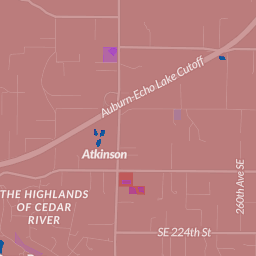 Auburn-Echo Lake Cutoff
Atkinson
THE HIGHLANDS
OF CEDAR
RIVER
260th Ave SE
SE 224th St